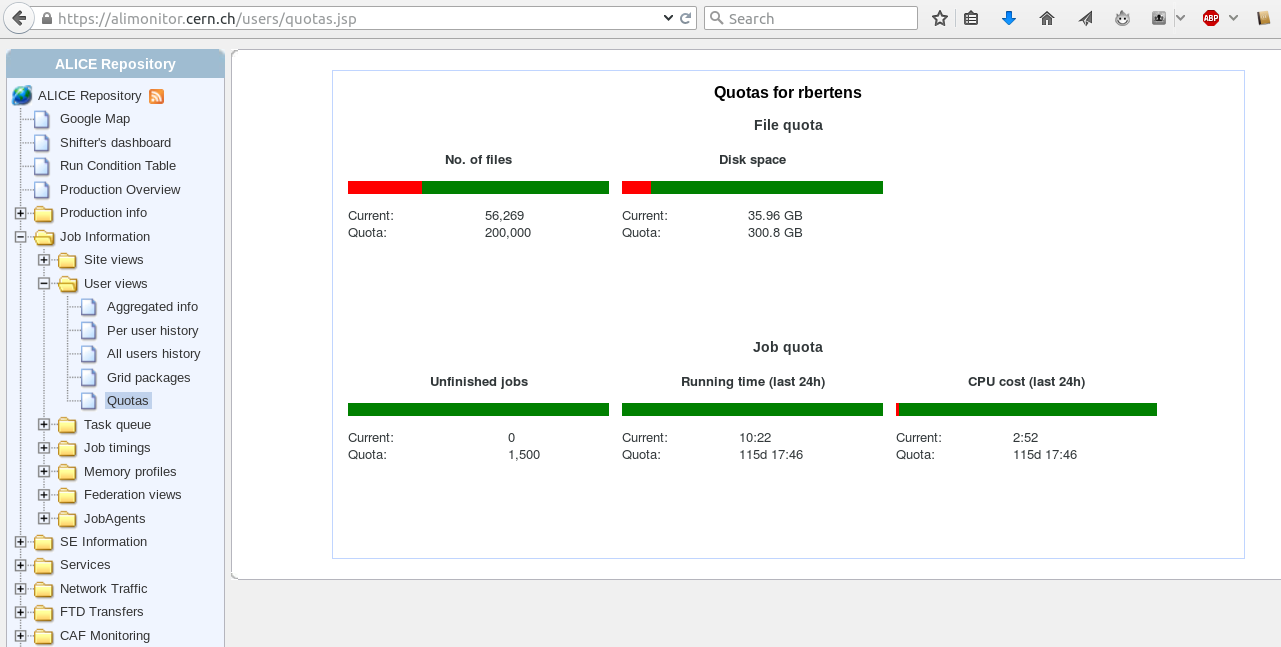 https://alimonitor.cern.ch/users/quotas.jsp
Search
ABP
ALICE Repository
ALICE Repository
Google Map
Shifter's dashboard
Run Condition Table
Production Overview
Production info
Job Information
Site views
User views
Aggregated info
Per user history
All users history
Grid packages
Quotas
Task queue
Job timings
Memory profiles
Federation views
JobAgents
SE Information
Services
Network Traffic
FTD Transfers
CAF Monitoring
Quotas for rbertens
File quota
No. of files
Current: 56,269
Quota: 200,000
Disk space
Current: 35.96 GB
Quota: 300.8 GB
Job quota
Unfinished jobs
Current: 0
Quota: 1,500
Running time (last 24h)
Current: 10:22
Quota: 115d 17:46
CPU cost (last 24h)
Current: 2:52
Quota: 115d 17:46